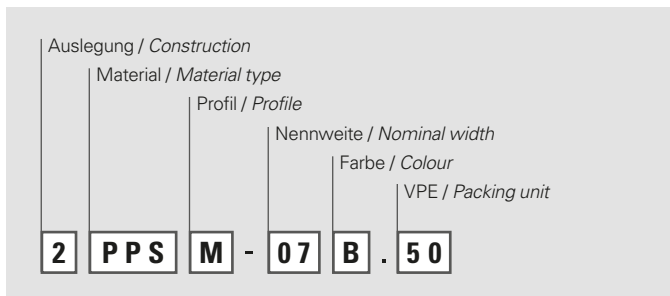 Auslegung / Construction
Material / Material type
Profil / Profile
Nennweite / Nominal width
Farbe / Colour
VPE / Packing unit
2 PPS M - 07 B . 50